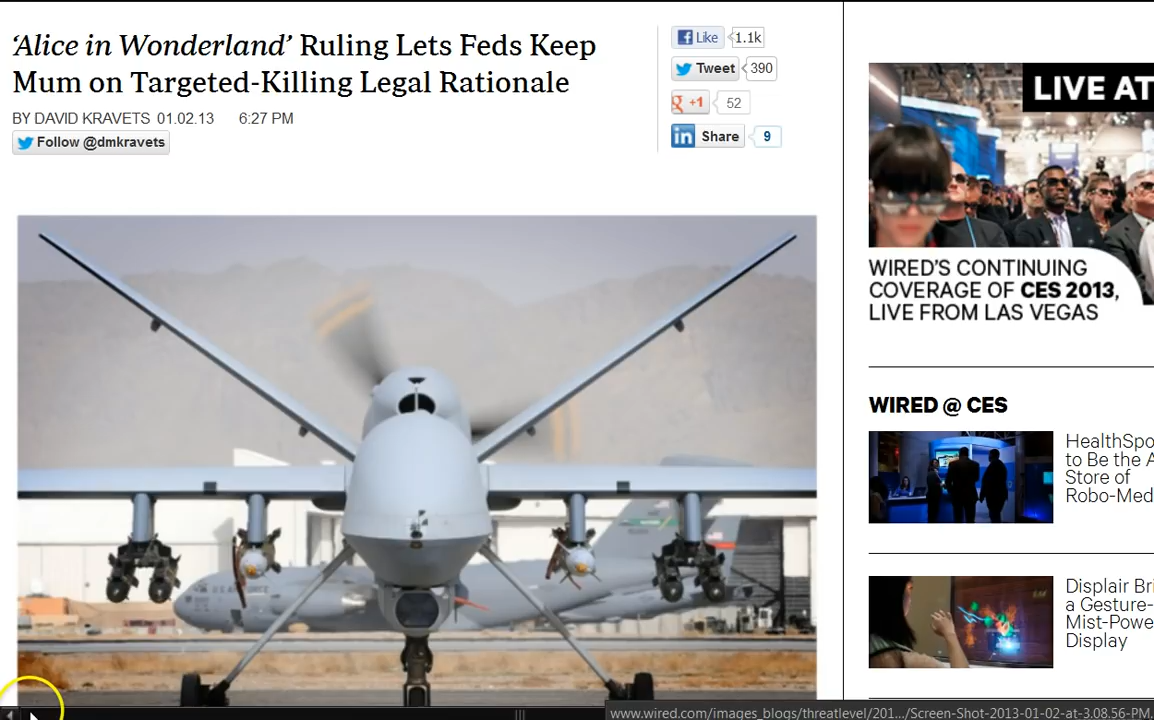 ‘Alice in Wonderland’ Ruling Lets Feds Keep
Mum on Targeted-Killing Legal Rationale
BY DAVID KRAVETS 01.02.13 6:27 PM
Follow @dmkravets
Like 1.1k
Tweet 390
+1 52
in Share 9
LIVE AT
WIRED’S CONTINUING
COVERAGE OF CES 2013,
LIVE FROM LAS VEGAS
WIRED @ CES
HealthSpo
to Be the A
Store of
Robo-Med
Displair Bri
a Gesture-
Mist-Powe
Display
U.S. AIR FORCE
www.wired.com/images_blogs/threatlevel/201.../Screen-Shot-2013-01-02-at-3.08.56-PM.